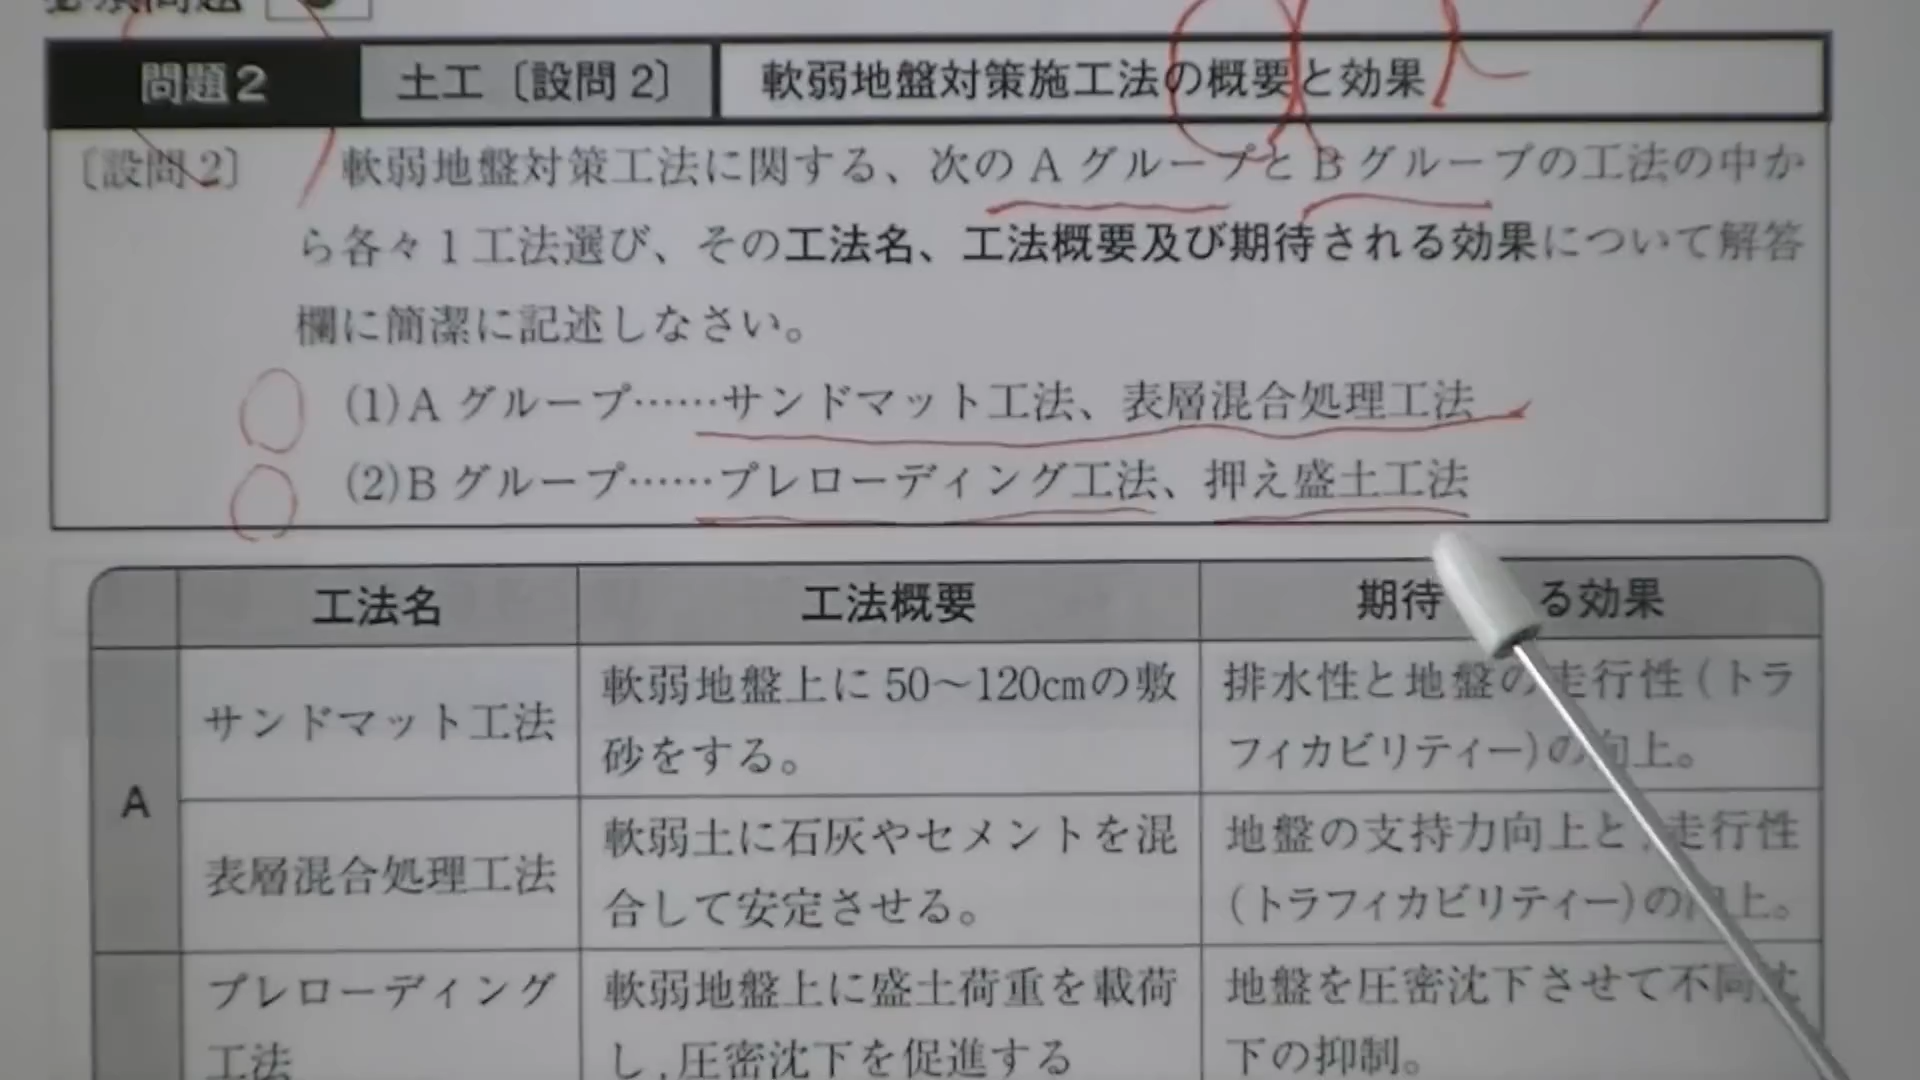 必須問題
問題2 土工〔設問2〕 軟弱地盤対策施工法の概要と効果
〔設問2〕 軟弱地盤対策工法に関する、次のAグループとBグループの工法の中か
ら各々1工法選び、その工法名、工法概要及び期待される効果について解答
欄に簡潔に記述しなさい。
(1)Aグループ……サンドマット工法、表層混合処理工法
(2)Bグループ……プレローディング工法、押え盛土工法
工法名 工法概要 期待 る効果
A
サンドマット工法
軟弱地盤上に50～120cmの敷
砂をする。
排水性と地盤の走行性(トラ
フィカビリティー)の向上。
表層混合処理工法
軟弱土に石灰やセメントを混
合して安定させる。
地盤の支持力向上と、走行性
(トラフィカビリティー)の向上。
プレローディング
工法
軟弱地盤上に盛土荷重を載荷
し、圧密沈下を促進する
地盤を圧密沈下させて不同沈
下の抑制。